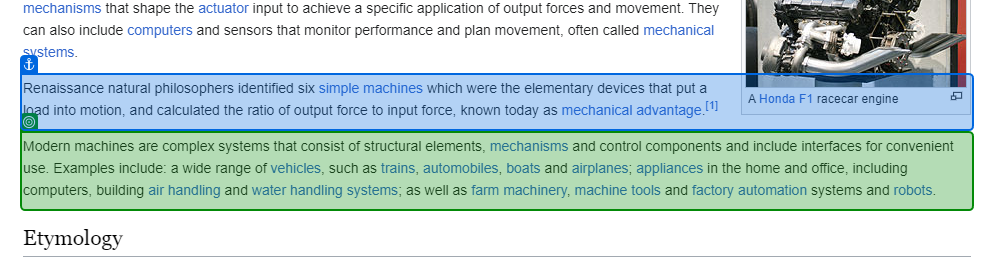 mechanisms that shape the actuator input to achieve a specific application of output forces and movement. They
can also include computers and sensors that monitor performance and plan movement, often called mechanical
systems.
Renaissance natural philosophers identified six simple machines which were the elementary devices that put a
load into motion, and calculated the ratio of output force to input force, known today as mechanical advantage.[1]
A Honda F1 racecar engine
Modern machines are complex systems that consist of structural elements, mechanisms and control components and include interfaces for convenient
use. Examples include: a wide range of vehicles, such as trains, automobiles, boats and airplanes; appliances in the home and office, including
computers, building air handling and water handling systems; as well as farm machinery, machine tools and factory automation systems and robots.
Etymology